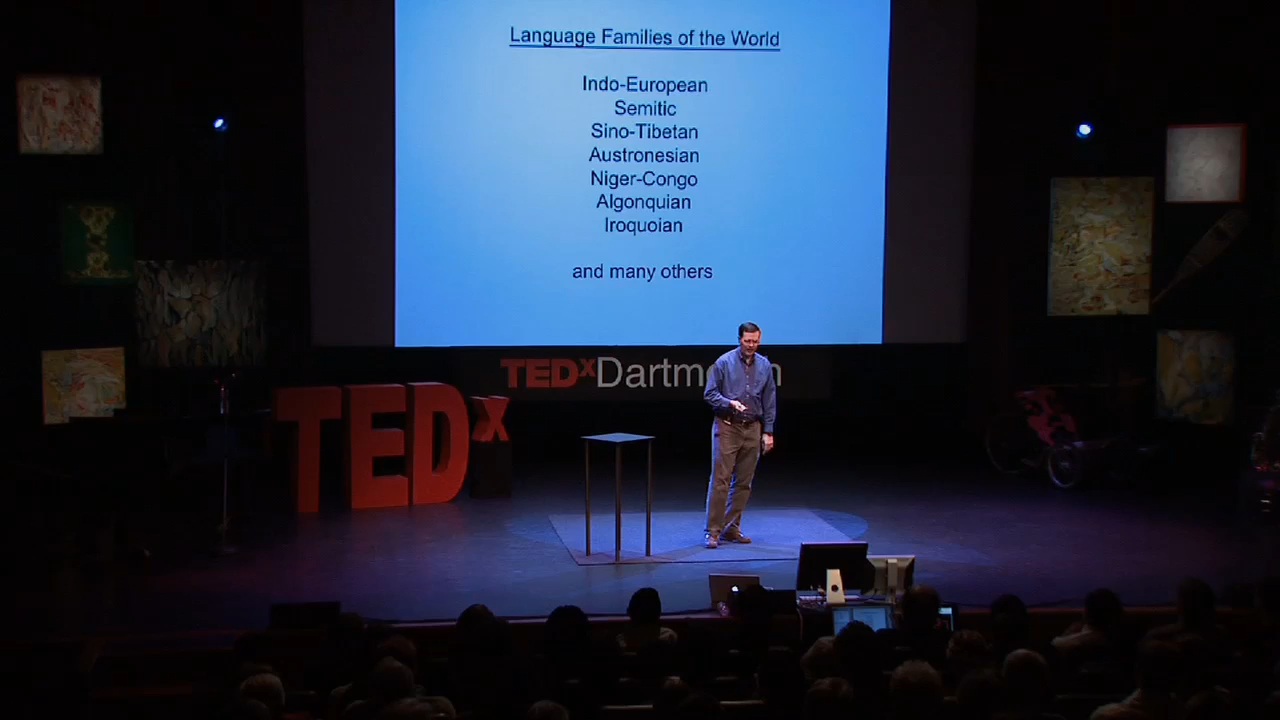 Language Families of the World
Indo-European
Semitic
Sino-Tibetan
Austronesian
Niger-Congo
Algonquian
Iroquoian
and many others
TEDxDartm
TEDx